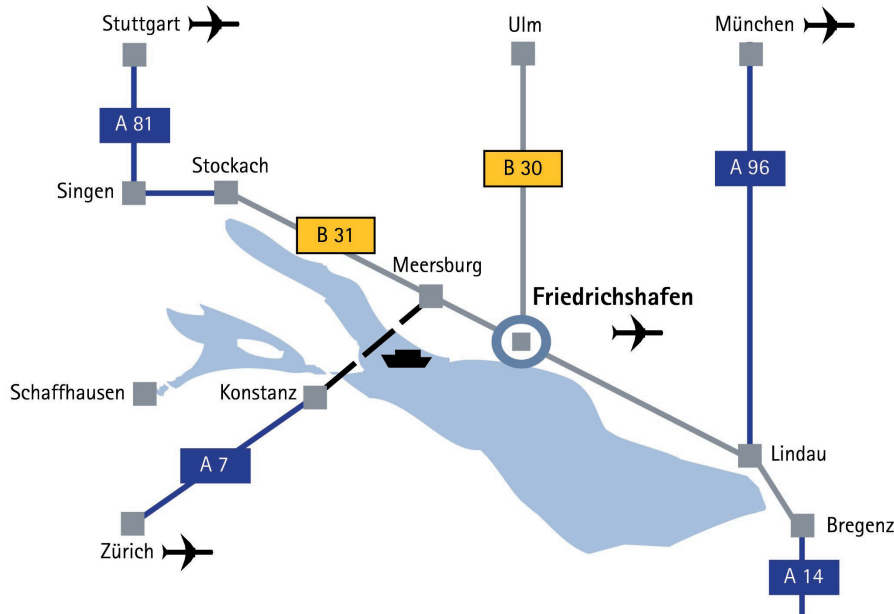 Stuttgart
Ulm
München
A 81
Stockach
B 30
A 96
Singen
B 31
Meersburg
Friedrichshafen
Schaffhausen
Konstanz
A 7
Lindau
Zürich
Bregenz
A 14